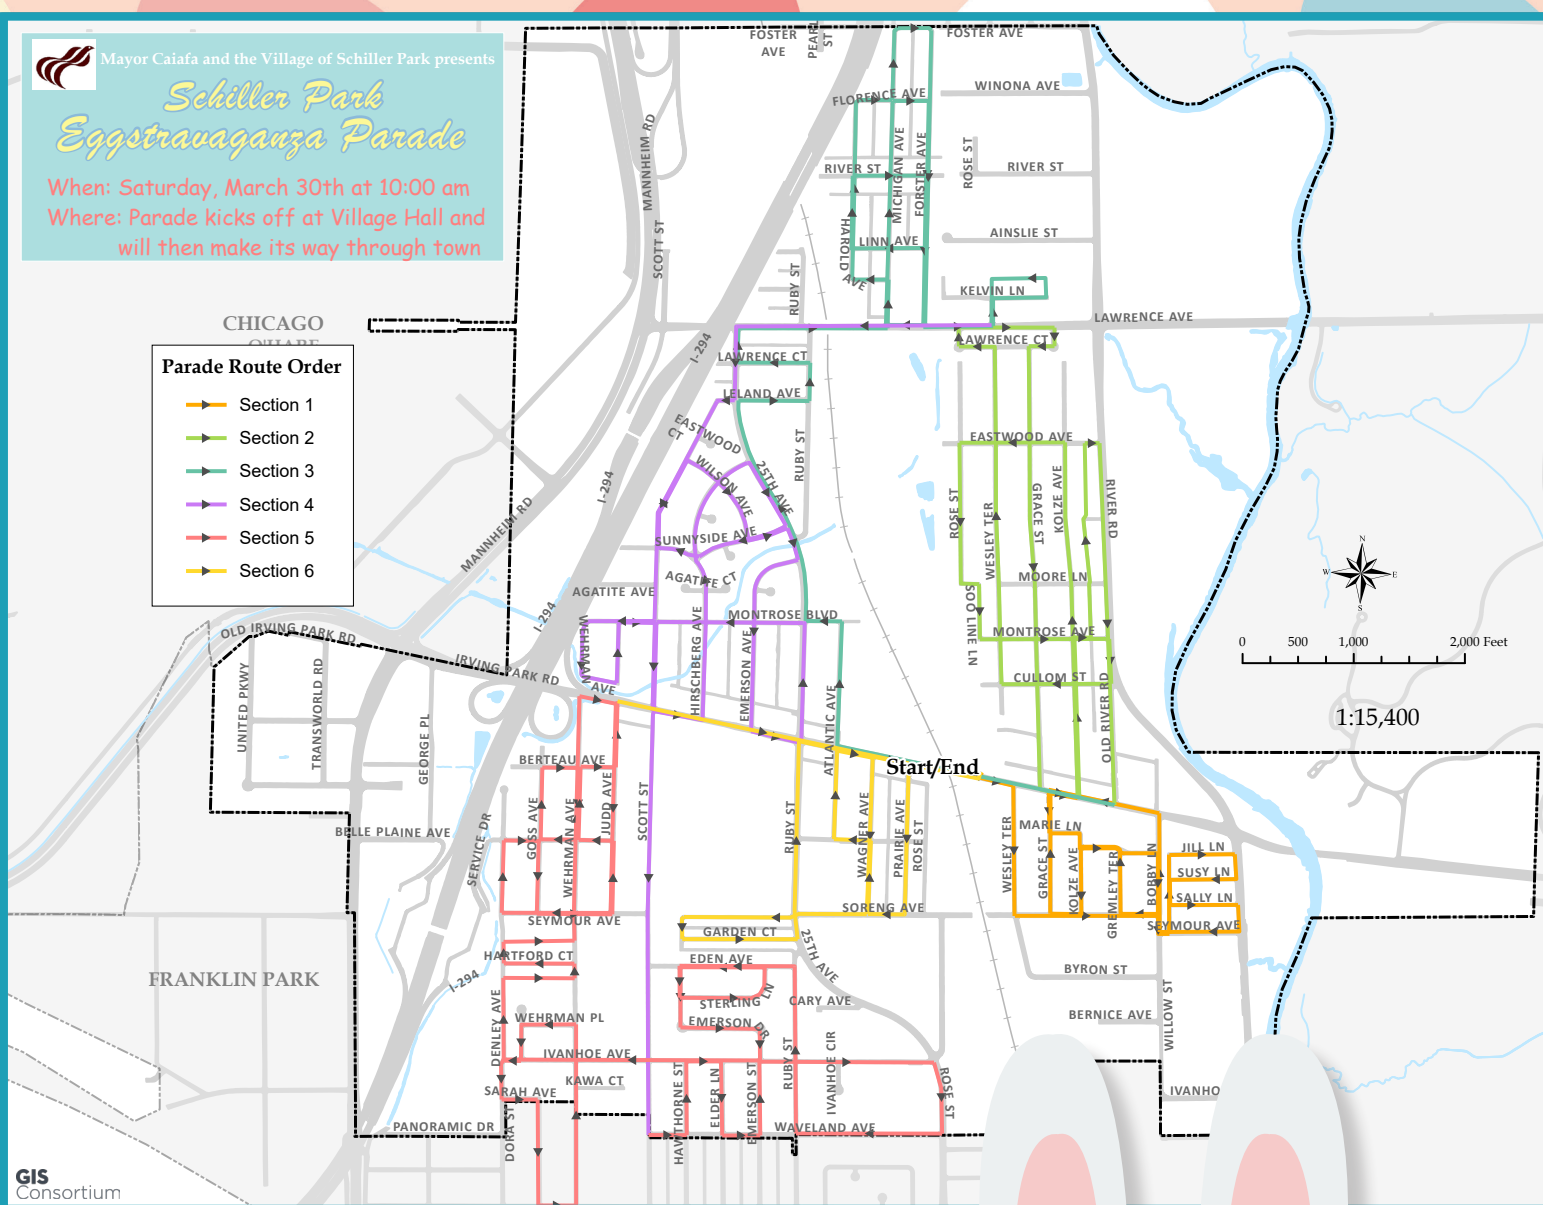 Mayor Caiafa and the Village of Schiller Park presents
Schiller Park
Eggstravaganza Parade
When: Saturday, March 30th at 10:00 am
Where: Parade kicks off at Village Hall and
will then make its way through town
CHICAGO
O'HARE
Parade Route Order
Section 1
Section 2
Section 3
Section 4
Section 5
Section 6
FOSTER
AVE
PEARL
ST
FOSTER AVE
WINONA AVE
FLORENCE AVE
MANNHEIM RD
SCOTT ST
RIVER ST
MICHIGAN AVE
FORSTER AVE
ROSE ST
RIVER ST
HAROLD
AVE
LINN AVE
AINSLIE ST
KELVIN LN
RUBY ST
LAWRENCE AVE
I-294
LAWRENCE CT
LAWRENCE CT
LELAND AVE
EASTWOOD
CT
EASTWOOD AVE
RUBY ST
WILSON AVE
25TH AVE
I-294
MANNHEIM RD
ROSE ST
WESLEY TER
GRACE ST
KOLZE AVE
RIVER RD
SUNNYSIDE AVE
AGATITE CT
AGATITE AVE
MOORE LN
SOO LINE LN
I-294
MONTROSE BLVD
MONTROSE AVE
OLD IRVING PARK RD
IRVING PARK RD
WEHRMAN
AVE
HIRSCHBERG AVE
EMERSON AVE
CULLOM ST
OLD RIVER RD
UNITED PKWY
TRANSWORLD RD
GEORGE PL
ATLANTIC AVE
Start/End
N
W
E
S
0
500
1,000
2,000 Feet
1:15,400
BERTEAU AVE
GOSS AVE
WEHRMAN AVE
JUDD AVE
SCOTT ST
RUBY ST
WAGNER AVE
PRAIRIE AVE
ROSE ST
BELLE PLAINE AVE
SERVICE DR
WESLEY TER
MARIE LN
GRACE ST
KOLZE AVE
GREMLEY TER
BOBBY LN
JILL LN
SUSY LN
SALLY LN
SEYMOUR AVE
SEYMOUR AVE
SORENG AVE
GARDEN CT
HARTFORD CT
EDEN AVE
25TH AVE
FRANKLIN PARK
I-294
STERLING
LN
CARY AVE
BYRON ST
EMERSON
DR
BERNICE AVE
WILLOW ST
DENLEY AVE
WEHRMAN PL
IVANHOE AVE
RUBY ST
IVANHOE CIR
KAWA CT
SARAH AVE
HAWTHORNE ST
ELDER LN
EMERSON ST
ROSE ST
IVANHO
PANORAMIC DR
DORA ST
WAVELAND AVE
GIS
Consortium